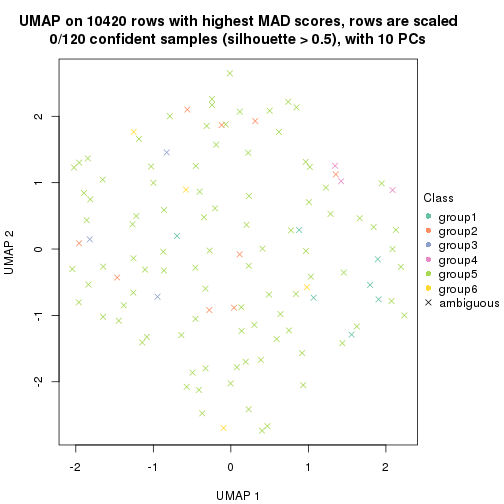 UMAP on 10420 rows with highest MAD scores, rows are scaled
0/120 confident samples (silhouette > 0.5), with 10 PCs
UMAP 2
2
1
0
-1
-2
-2
-1
0
1
2
UMAP 1
Class
group1
group2
group3
group4
group5
group6
ambiguous